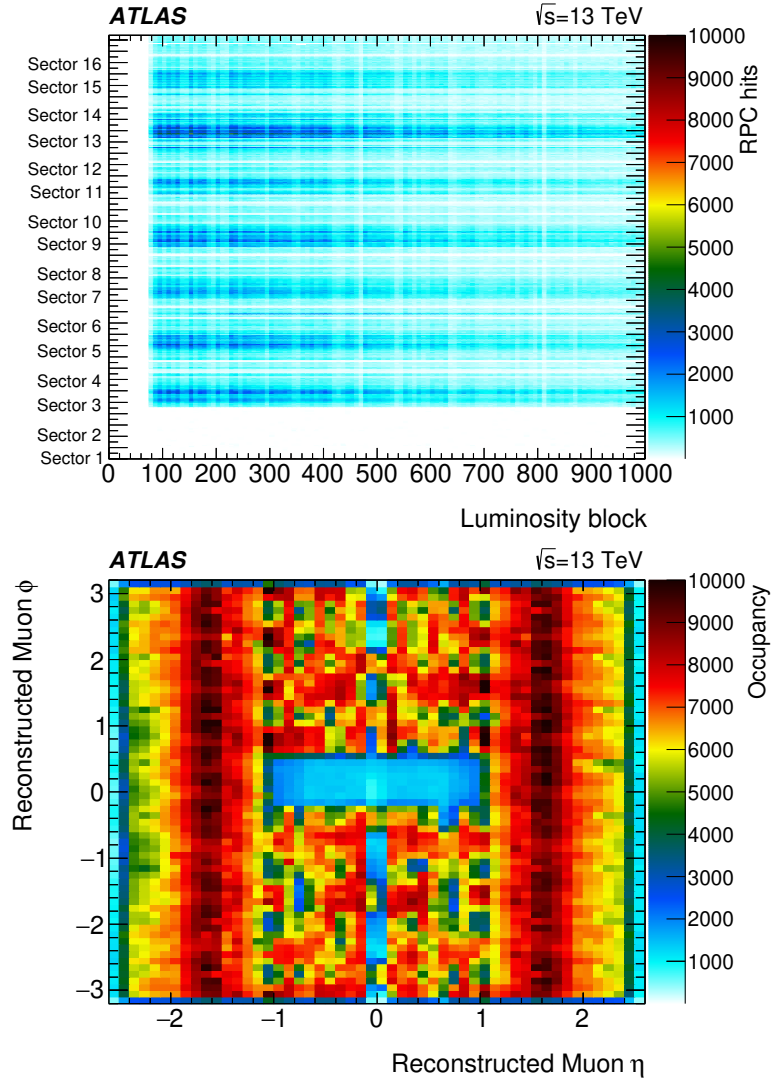 ATLAS √s=13 TeV
Sector 16
Sector 15
Sector 14
Sector 13
Sector 12
Sector 11
Sector 10
Sector 9
Sector 8
Sector 7
Sector 6
Sector 5
Sector 4
Sector 3
Sector 2
Sector 1
0 100 200 300 400 500 600 700 800 900 1000
Luminosity block
10000
9000
8000
7000
6000
5000
4000
3000
2000
1000
RPC hits
ATLAS √s=13 TeV
Reconstructed Muon ϕ
3
2
1
0
−1
−2
−3
−2 −1 0 1 2
Reconstructed Muon η
10000
9000
8000
7000
6000
5000
4000
3000
2000
1000
Occupancy